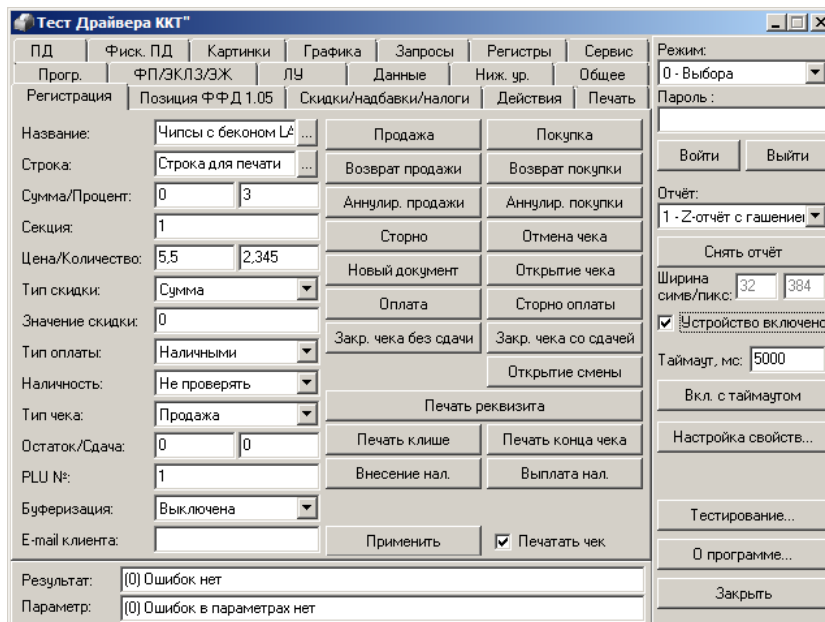 Тест Драйвера ККТ"
ПД Фиск. ПД Картинки Графика Запросы Регистры Сервис
Прогр. ФП/ЭКЛЗ/ЭЖ ЛУ Данные Ниж. ур. Общее
Регистрация Позиция ФФД 1.05 Скидки/надбавки/налоги Действия Печать
Название: Чипсы с беконом LA ...
Строка: Строка для печати ...
Сумма/Процент: 0 3
Секция: 1
Цена/Количество: 5,5 2,345
Тип скидки: Сумма
Значение скидки: 0
Тип оплаты: Наличными
Наличность: Не проверять
Тип чека: Продажа
Остаток/Сдача: 0 0
PLU №: 1
Буферизация: Выключена
E-mail клиента:
Продажа Покупка
Возврат продажи Возврат покупки
Аннулир. продажи Аннулир. покупки
Сторно Отмена чека
Новый документ Открытие чека
Оплата Сторно оплаты
Закр. чека без сдачи Закр. чека со сдачей
Открытие смены
Печать реквизита
Печать клише Печать конца чека
Внесение нал. Выплата нал.
Применить Печатать чек
Режим:
0 - Выбора
Пароль :
Войти Выйти
Отчёт:
1 - Z-отчёт с гашением
Снять отчёт
Ширина
симв/пикс: 32 384
Устройство включено
Таймаут, мс: 5000
Вкл. с таймаутом
Настройка свойств...
Тестирование...
О программе...
Закрыть
Результат: (0) Ошибок нет
Параметр: (0) Ошибок в параметрах нет